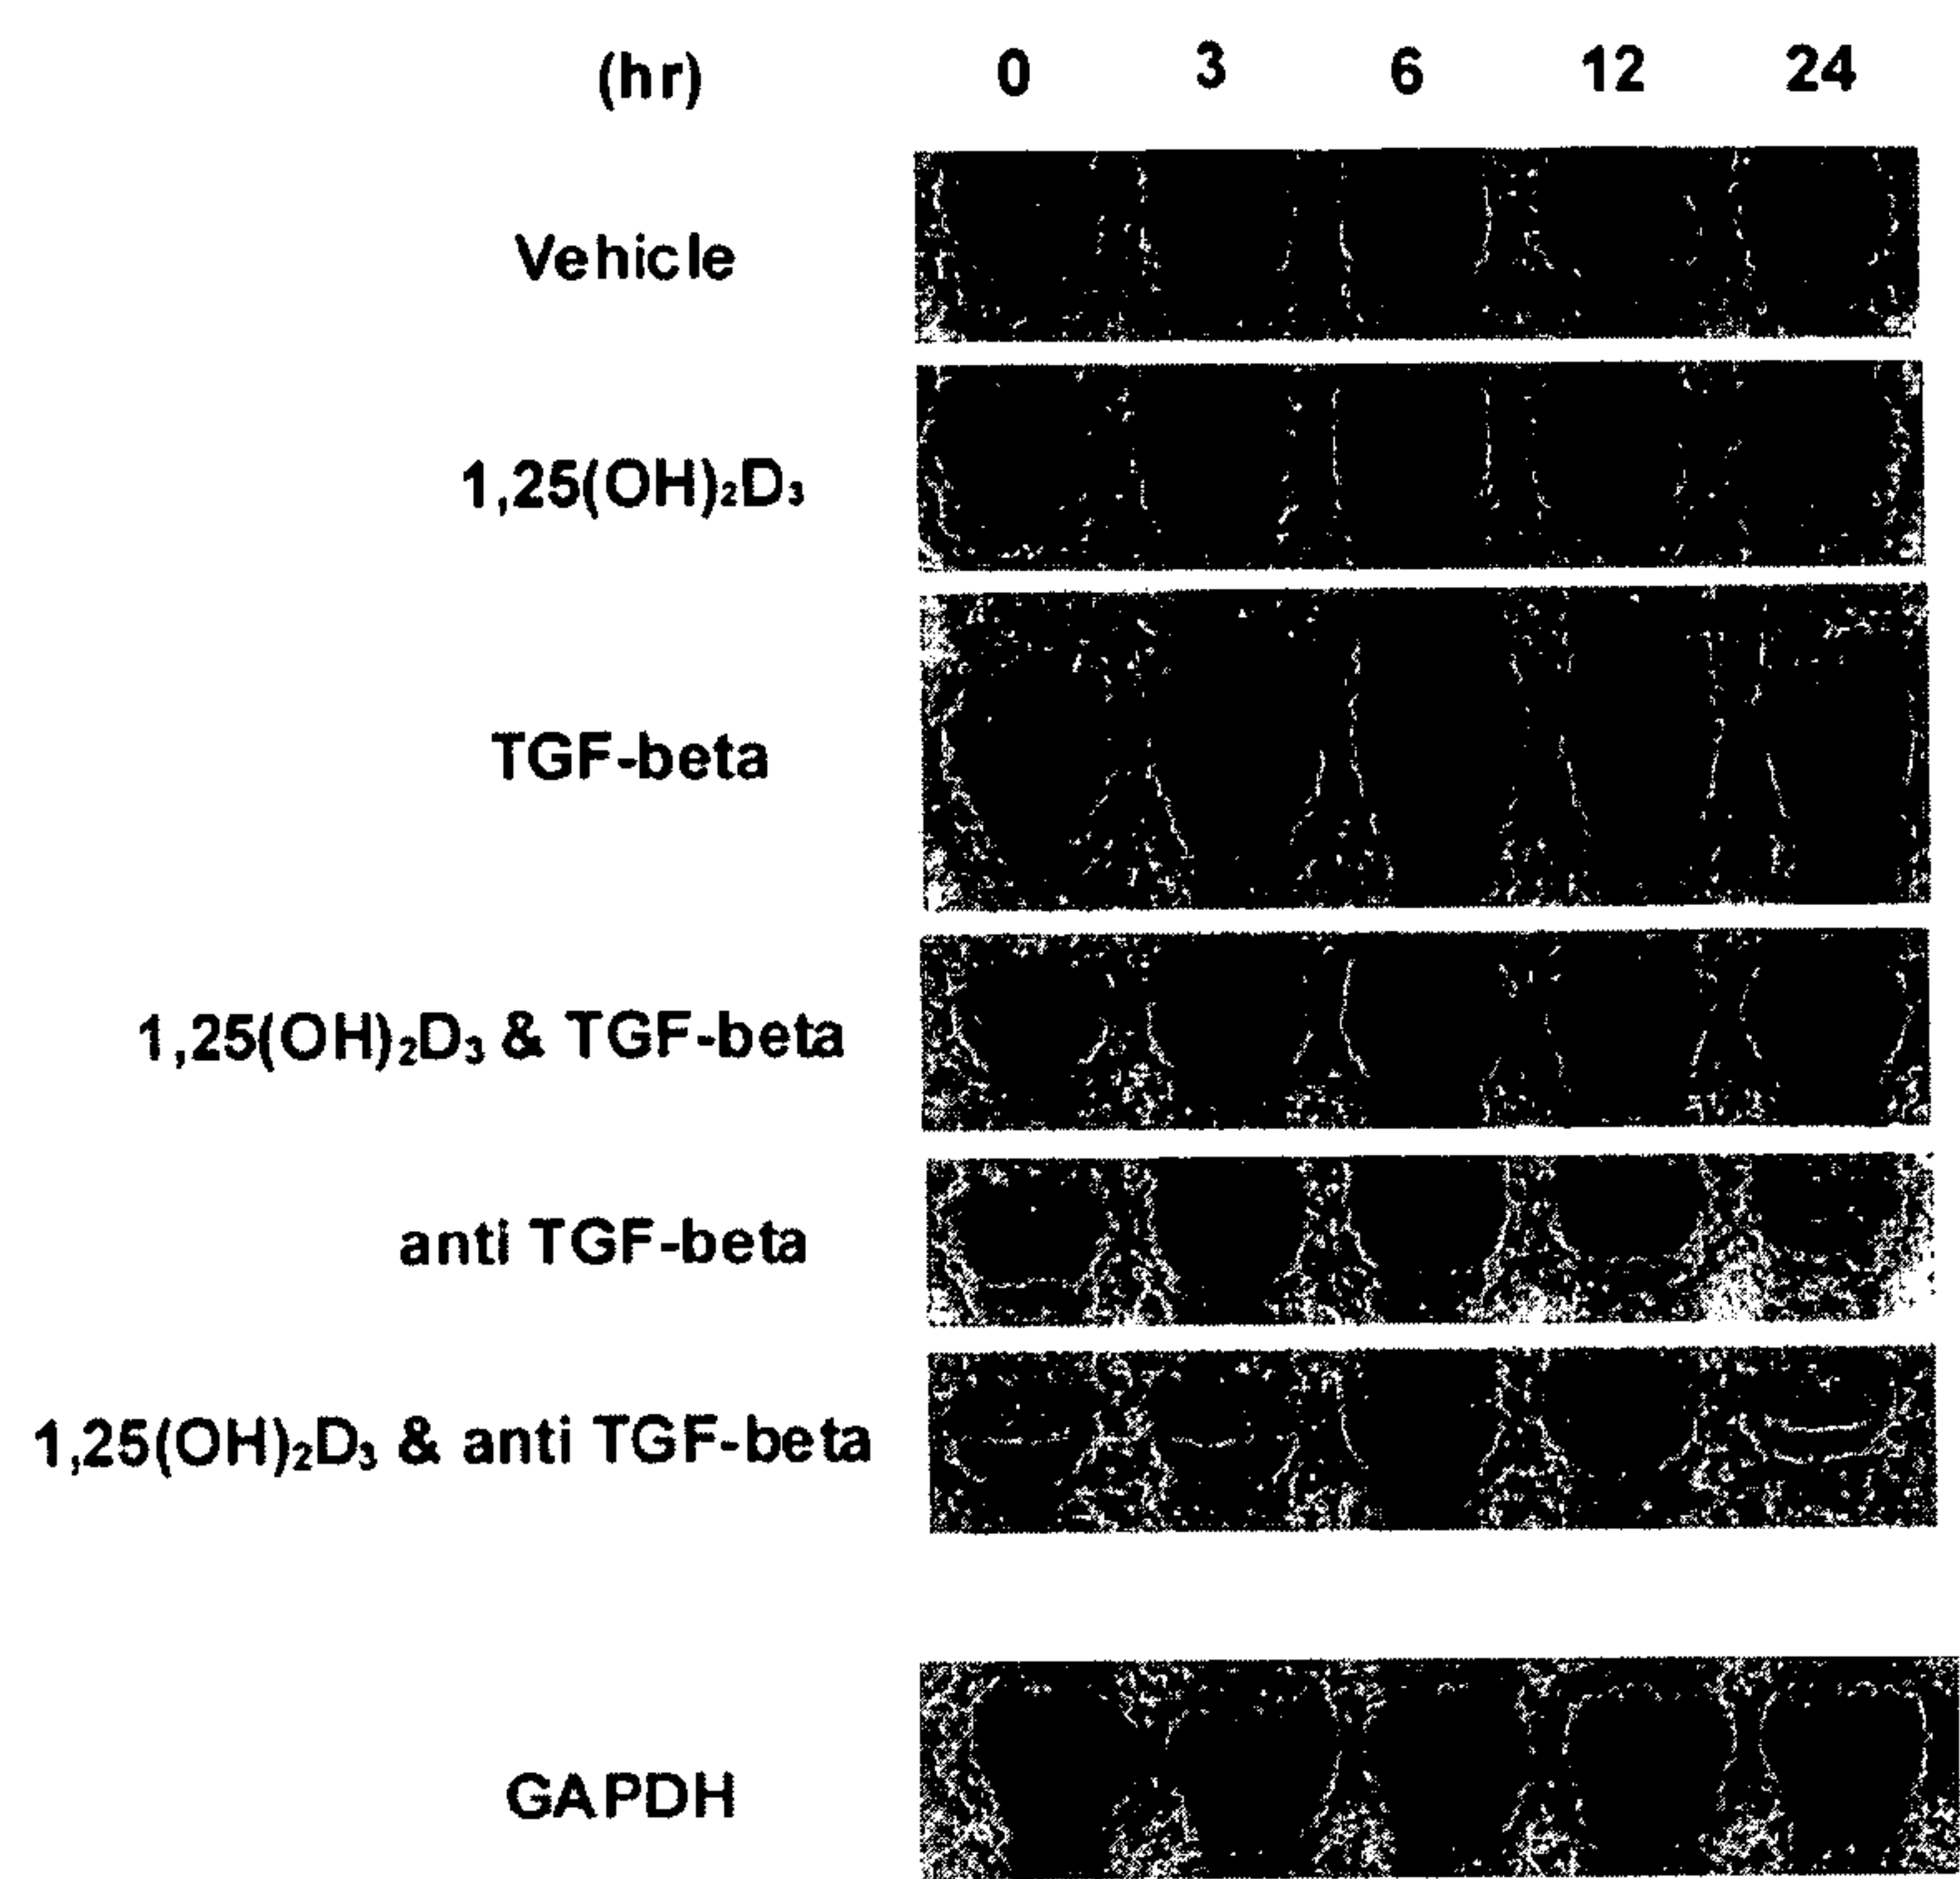 (hr) 0 3 6 12 24
Vehicle
1,25(OH)₂D₃
TGF-beta
1,25(OH)₂D₃ & TGF-beta
anti TGF-beta
1,25(OH)₂D₃ & anti TGF-beta
GAPDH